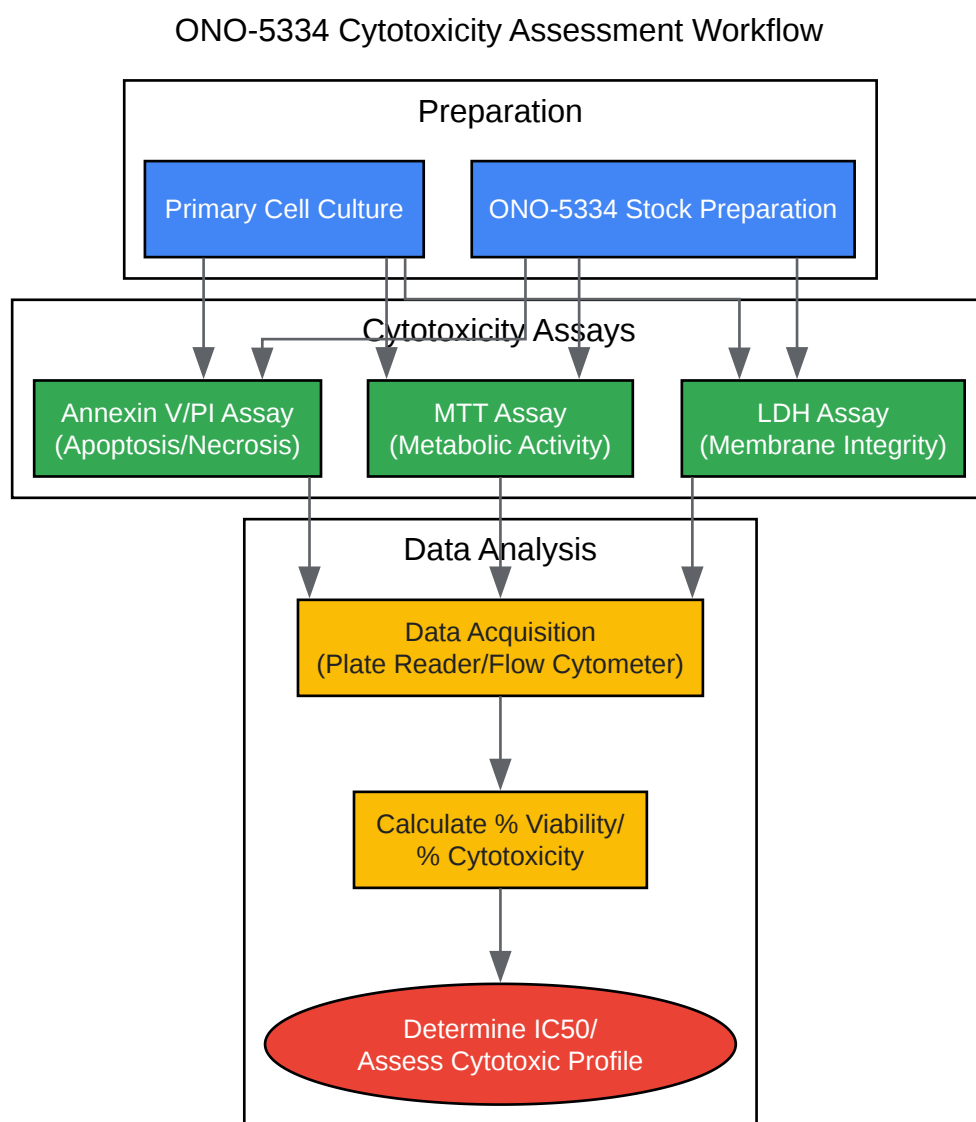 ONO-5334 Cytotoxicity Assessment Workflow
Preparation
Primary Cell Culture
ONO-5334 Stock Preparation
Cytotoxicity Assays
Annexin V/PI Assay
(Apoptosis/Necrosis)
MTT Assay
(Metabolic Activity)
LDH Assay
(Membrane Integrity)
Data Analysis
Data Acquisition
(Plate Reader/Flow Cytometer)
Calculate % Viability/
% Cytotoxicity
Determine IC50/
Assess Cytotoxic Profile